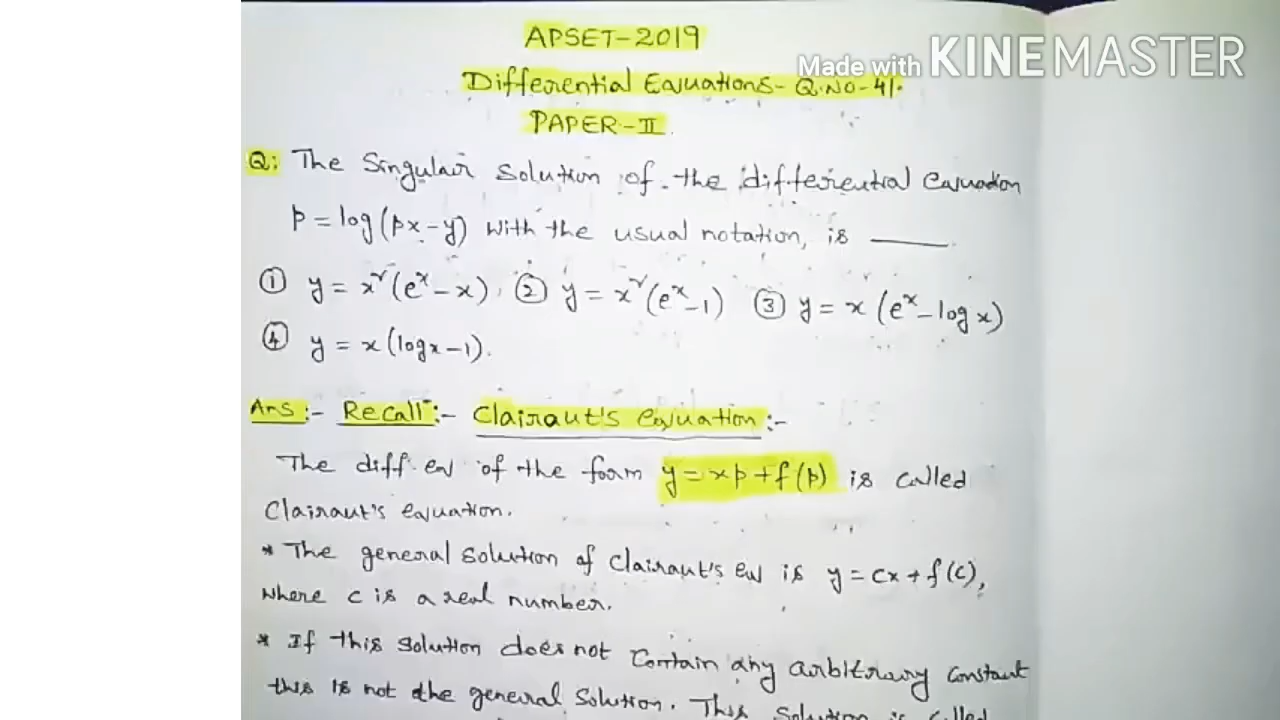 APSET-2019
Made with KINEMASTER
Differential Equations- Q.NO-41.
PAPER-II
Q: The Singular solution of the differential equation
p = log(px-y) with the usual notation, is ____.
① y = x²(eˣ-x) ② y = x²(eˣ-1) ③ y = x(eˣ-log x)
④ y = x(logx-1).
Ans:- Recall:- Clairaut's equation:-
The diff eq of the form y=xp+f(p) is called
Clairaut's equation.
* The general solution of Clairaut's eq is y=cx+f(c),
where c is a real number.
* If this solution does not contain any arbitrary constant
this is not the general solution. This solution is called